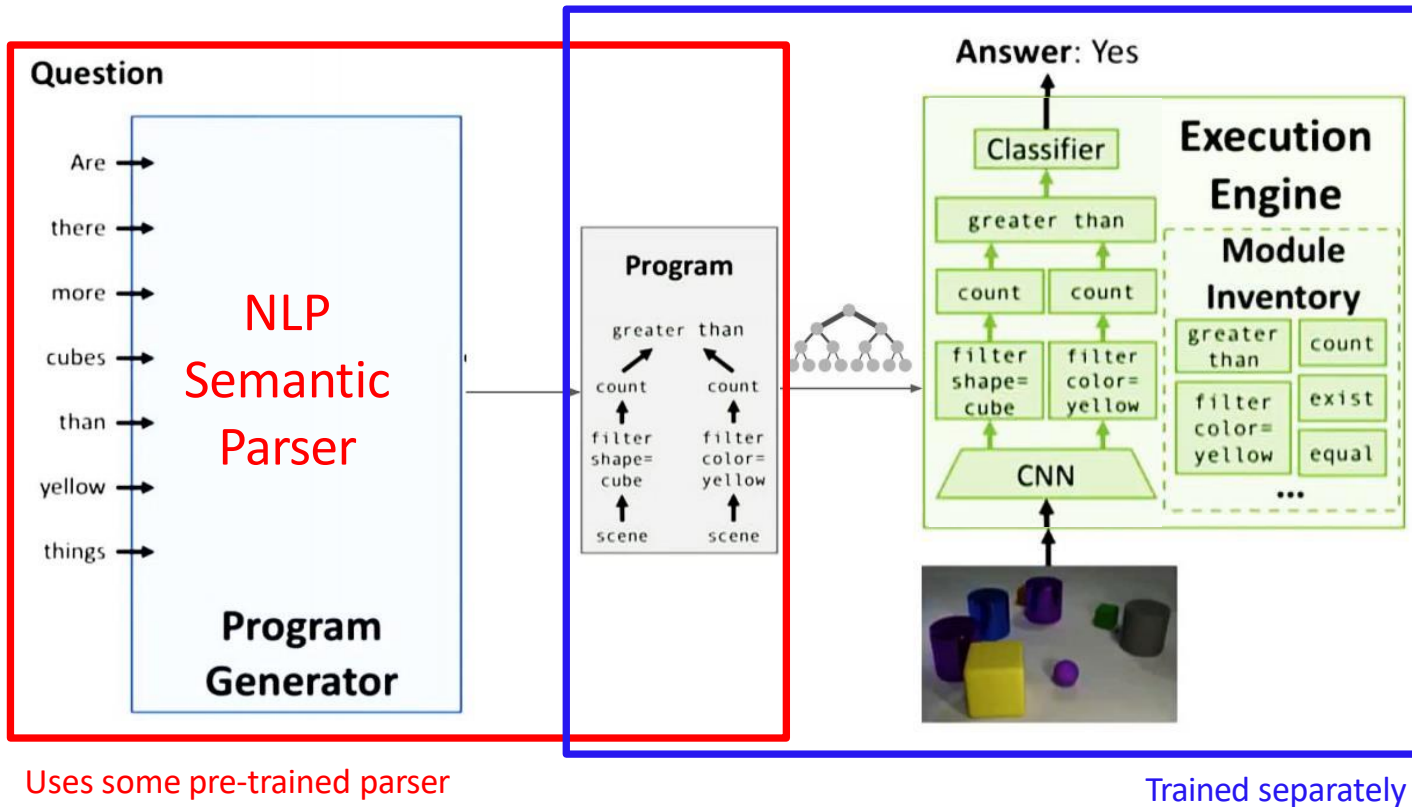 Question
Are
there
more
cubes
than
yellow
things
NLP
Semantic
Parser
Program
Generator
Program
greater than
count count
filter filter
shape= color=
cube yellow
scene scene
Answer: Yes
Classifier
greater than
count count
filter filter
shape= color=
cube yellow
CNN
Execution
Engine
Module
Inventory
greater
than
count
filter
color=
yellow
exist
equal
...
Uses some pre-trained parser
Trained separately